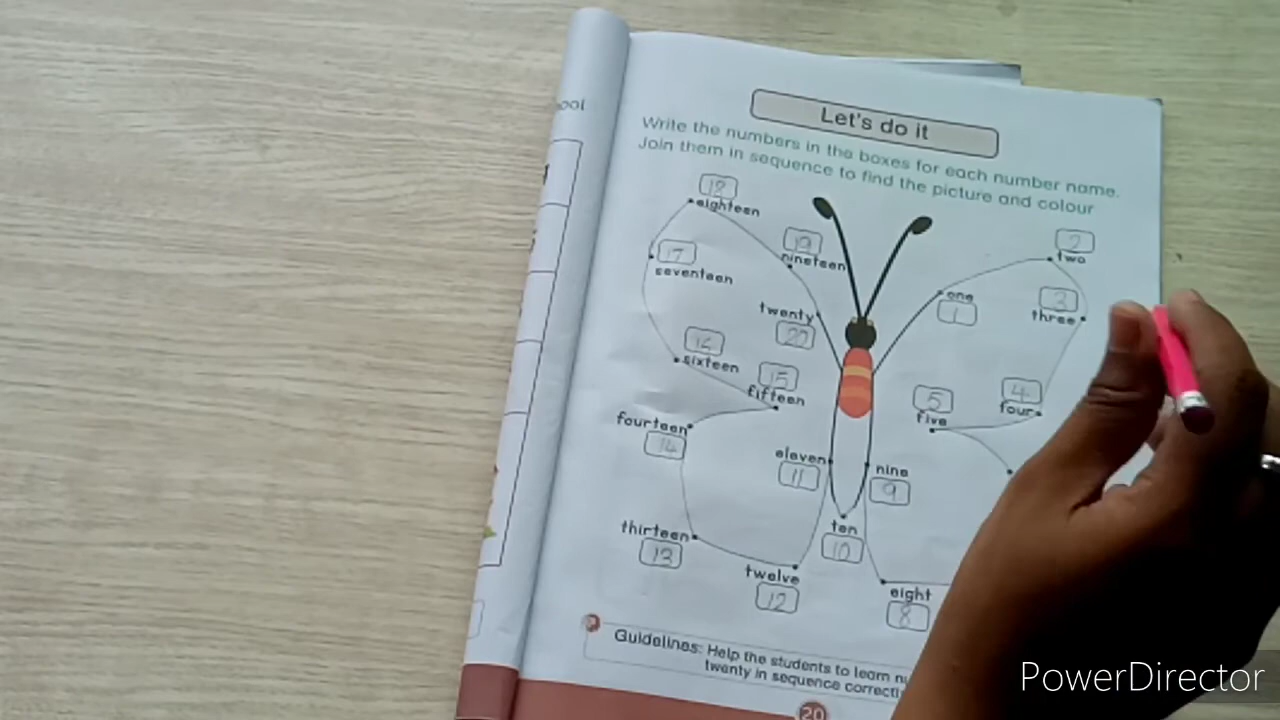 ool
Let's do it
Write the numbers in the boxes for each number name.
Join them in sequence to find the picture and colour
18
eighteen
19
nineteen
2
two
17
seventeen
one
1
3
three
twenty
20
16
sixteen
15
fifteen
5
five
4
four
fourteen
14
eleven
11
nine
9
ten
10
thirteen
13
twelve
12
eight
8
Guidelines: Help the students to learn
twenty in sequence
20
PowerDirector